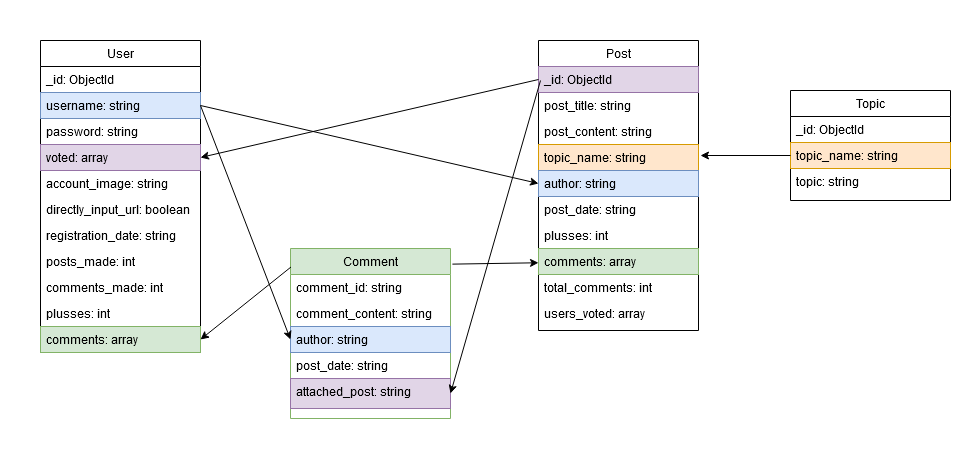 User
_id: ObjectId
username: string
password: string
voted: array
account_image: string
directly_input_url: boolean
registration_date: string
posts_made: int
comments_made: int
plusses: int
comments: array
Comment
comment_id: string
comment_content: string
author: string
post_date: string
attached_post: string
Post
_id: ObjectId
post_title: string
post_content: string
topic_name: string
author: string
post_date: string
plusses: int
comments: array
total_comments: int
users_voted: array
Topic
_id: ObjectId
topic_name: string
topic: string